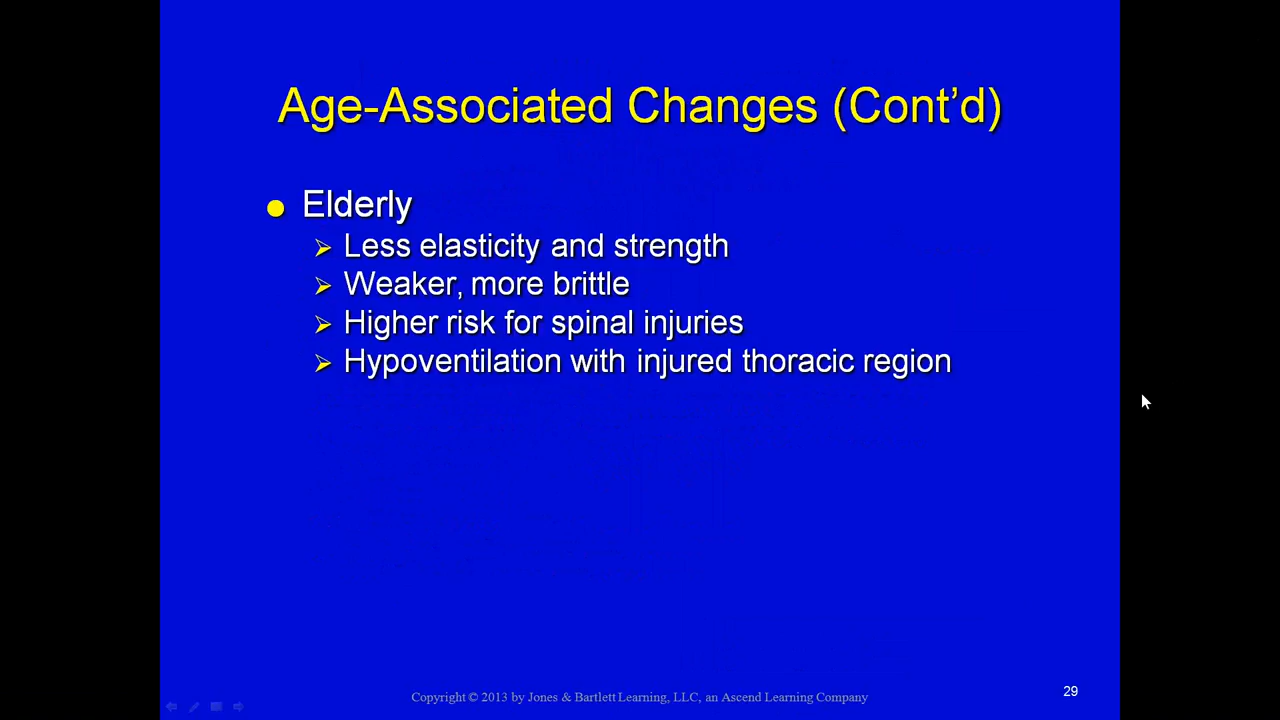 Age-Associated Changes (Cont’d)
Elderly
Less elasticity and strength
Weaker, more brittle
Higher risk for spinal injuries
Hypoventilation with injured thoracic region
Copyright © 2013 by Jones & Bartlett Learning, LLC, an Ascend Learning Company
29